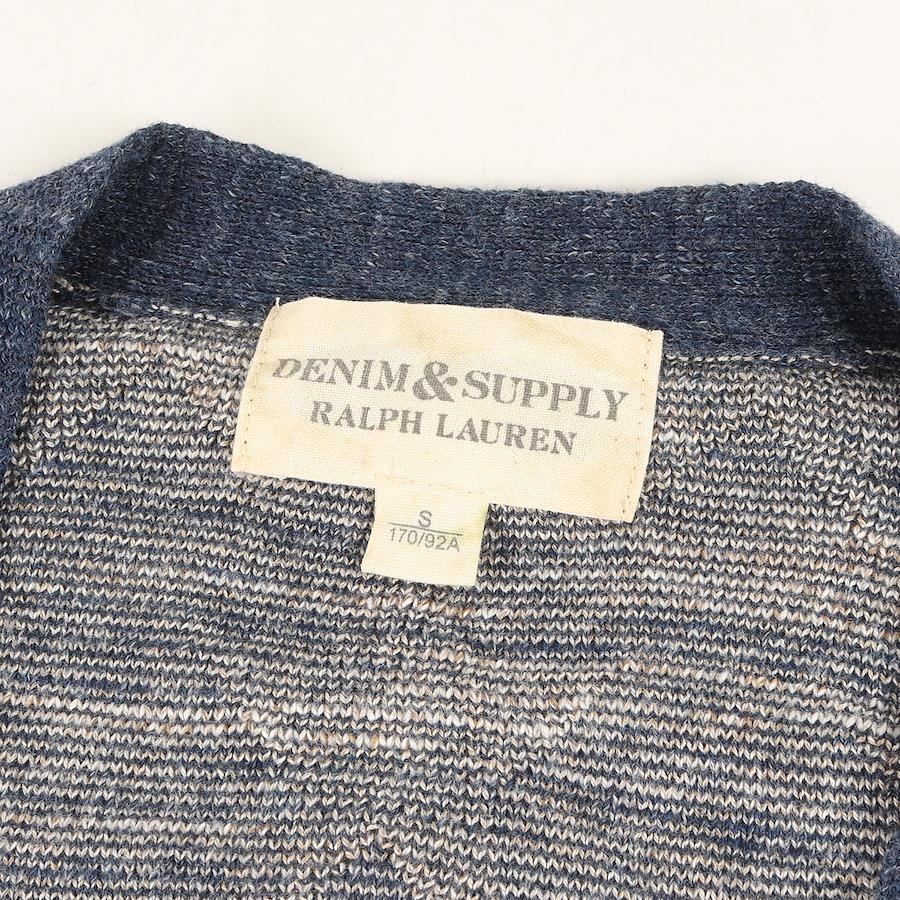 DENIM & SUPPLY
RALPH LAUREN
S
170/92A